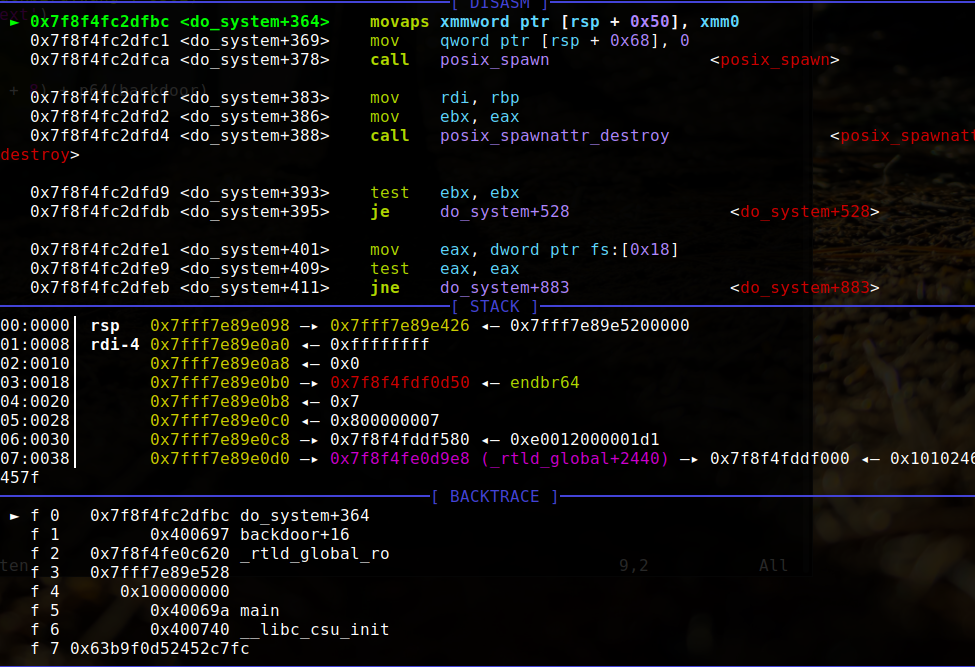 [ DISASM ]
► 0x7f8f4fc2dfbc <do_system+364> movaps xmmword ptr [rsp + 0x50], xmm0
0x7f8f4fc2dfc1 <do_system+369> mov qword ptr [rsp + 0x68], 0
0x7f8f4fc2dfca <do_system+378> call posix_spawn <posix_spawn>
0x7f8f4fc2dfcf <do_system+383> mov rdi, rbp
0x7f8f4fc2dfd2 <do_system+386> mov ebx, eax
0x7f8f4fc2dfd4 <do_system+388> call posix_spawnattr_destroy <posix_spawnatt
destroy>
0x7f8f4fc2dfd9 <do_system+393> test ebx, ebx
0x7f8f4fc2dfdb <do_system+395> je do_system+528 <do_system+528>
0x7f8f4fc2dfe1 <do_system+401> mov eax, dword ptr fs:[0x18]
0x7f8f4fc2dfe9 <do_system+409> test eax, eax
0x7f8f4fc2dfeb <do_system+411> jne do_system+883 <do_system+883>
[ STACK ]
00:0000│ rsp 0x7fff7e89e098 —▸ 0x7fff7e89e426 ◂— 0x7fff7e89e5200000
01:0008│ rdi-4 0x7fff7e89e0a0 ◂— 0xffffffff
02:0010│ 0x7fff7e89e0a8 ◂— 0x0
03:0018│ 0x7fff7e89e0b0 —▸ 0x7f8f4fdf0d50 ◂— endbr64
04:0020│ 0x7fff7e89e0b8 ◂— 0x7
05:0028│ 0x7fff7e89e0c0 ◂— 0x800000007
06:0030│ 0x7fff7e89e0c8 —▸ 0x7f8f4fddf580 ◂— 0xe0012000001d1
07:0038│ 0x7fff7e89e0d0 —▸ 0x7f8f4fe0d9e8 (_rtld_global+2440) —▸ 0x7f8f4fddf000 ◂— 0x1010246
457f
[ BACKTRACE ]
► f 0 0x7f8f4fc2dfbc do_system+364
f 1 0x400697 backdoor+16
f 2 0x7f8f4fe0c620 _rtld_global_ro
f 3 0x7fff7e89e528
f 4 0x100000000
9,2 All
f 5 0x40069a main
f 6 0x400740 __libc_csu_init
f 7 0x63b9f0d52452c7fc